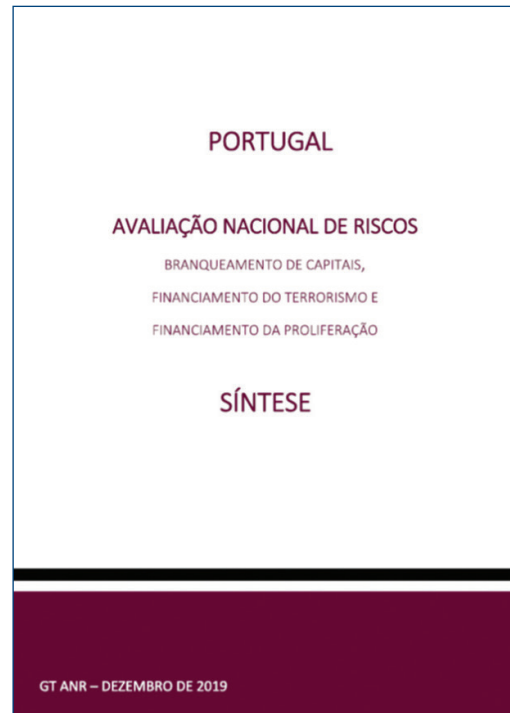 PORTUGAL
AVALIAÇÃO NACIONAL DE RISCOS
BRANQUEAMENTO DE CAPITAIS,
FINANCIAMENTO DO TERRORISMO E
FINANCIAMENTO DA PROLIFERAÇÃO
SÍNTESE
GT ANR – DEZEMBRO DE 2019